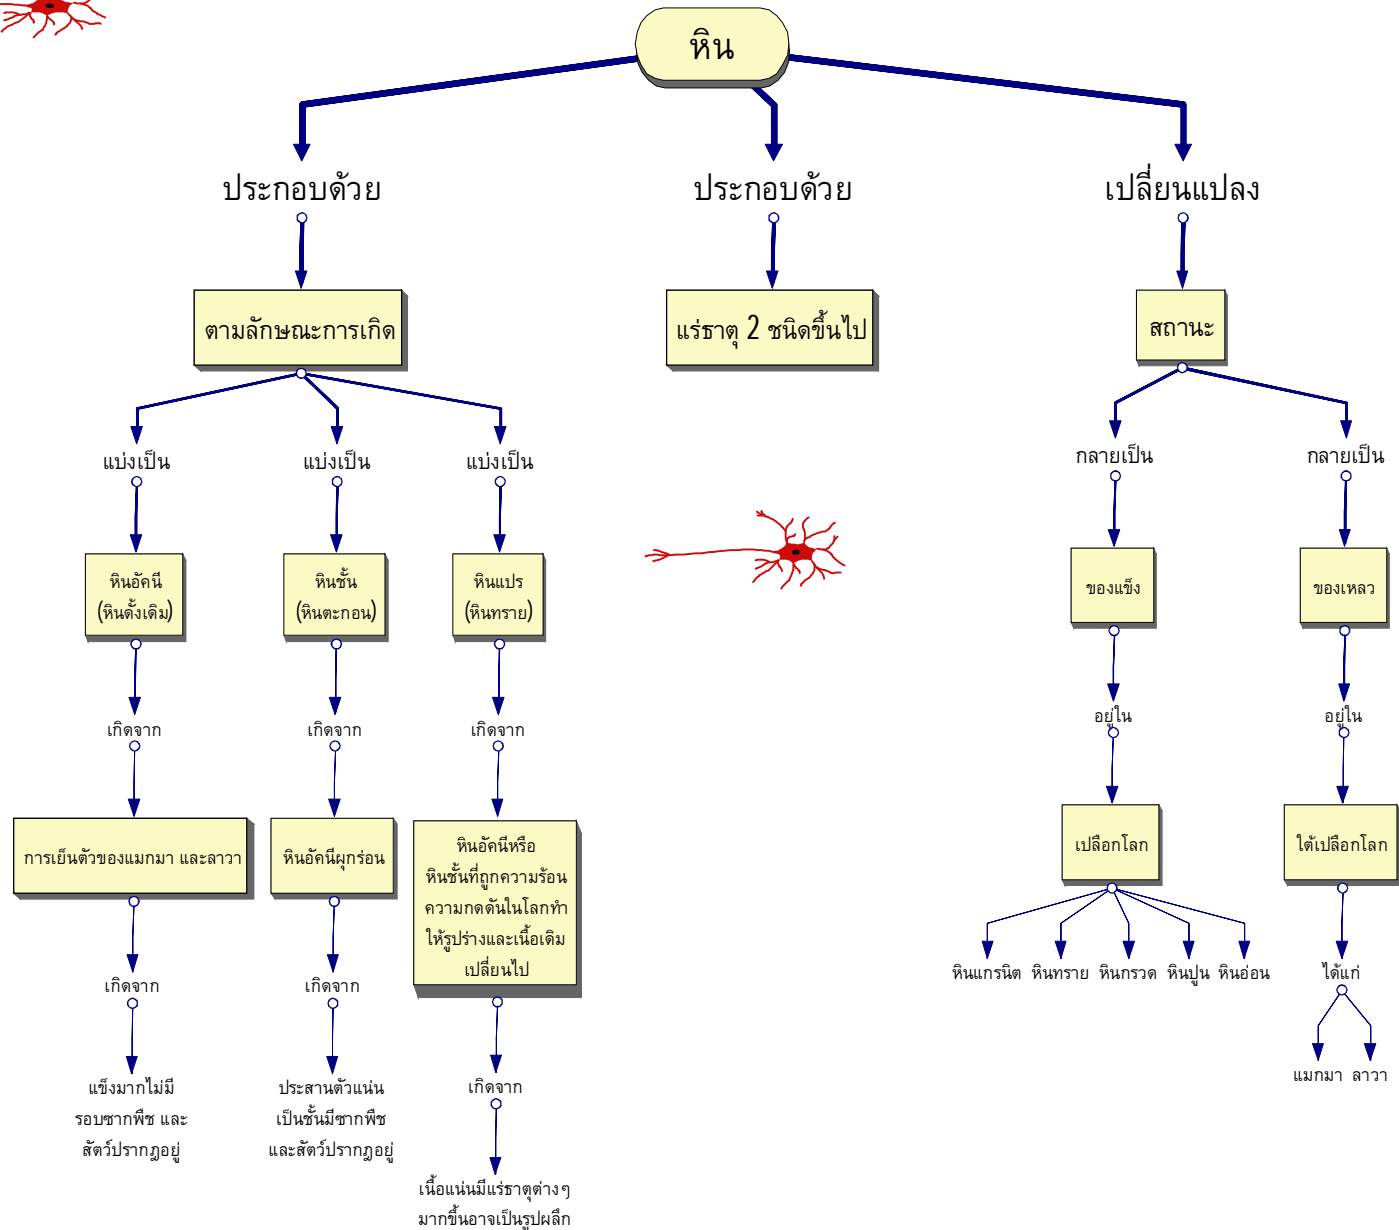 หิน
ประกอบด้วย
ประกอบด้วย
เปลี่ยนแปลง
ตามลักษณะการเกิด
แร่ธาตุ 2 ชนิดขึ้นไป
สถานะ
แบ่งเป็น
แบ่งเป็น
แบ่งเป็น
กลายเป็น
กลายเป็น
หินอัคนี
(หินดั้งเดิม)
หินชั้น
(หินตะกอน)
หินแปร
(หินทราย)
ของแข็ง
ของเหลว
เกิดจาก
เกิดจาก
เกิดจาก
อยู่ใน
อยู่ใน
การเย็นตัวของแมกมา และลาวา
หินอัคนีผุกร่อน
หินอัคนีหรือ
หินชั้นที่ถูกความร้อน
ความกดดันในโลกทำ
ให้รูปร่างและเนื้อเดิม
เปลี่ยนไป
เปลือกโลก
ใต้เปลือกโลก
หินแกรนิต
หินทราย
หินกรวด
หินปูน
หินอ่อน
ได้แก่
เกิดจาก
เกิดจาก
เกิดจาก
แมกมา
ลาวา
แข็งมากไม่มี
รอบซากพืช และ
สัตว์ปรากฎอยู่
ประสานตัวแน่น
เป็นชั้นมีซากพืช
และสัตว์ปรากฎอยู่
เนื้อแน่นมีแร่ธาตุต่างๆ
มากขึ้นอาจเป็นรูปผลึก